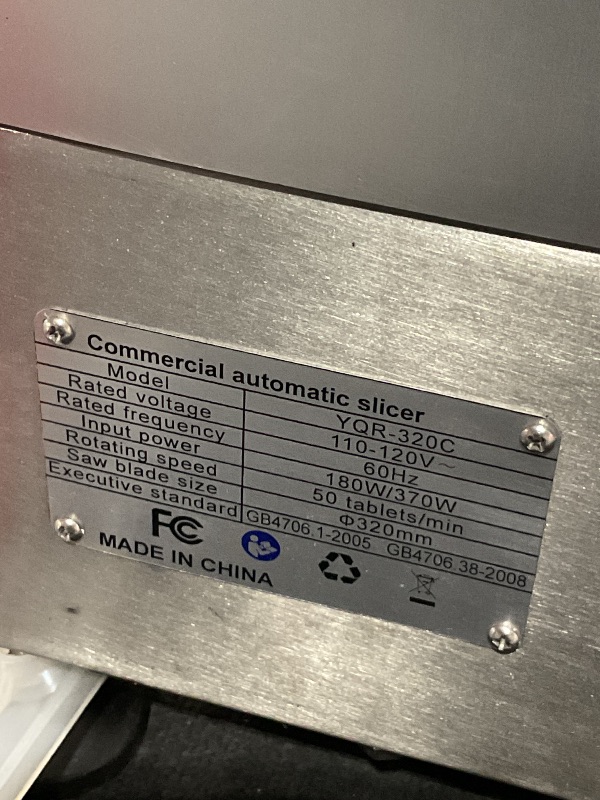 Commercial automatic slicer
Model YQR-320C
Rated voltage 110-120V~
Rated frequency 60Hz
Input power 180W/370W
Rotating speed 50 tablets/min
Saw blade size Φ320mm
Executive standard GB4706.1-2005 GB4706.38-2008
FC
MADE IN CHINA